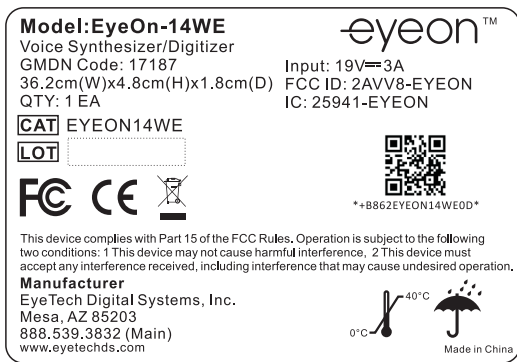 Model:EyeOn-14WE
Voice Synthesizer/Digitizer
GMDN Code: 17187
36.2cm(W)x4.8cm(H)x1.8cm(D)
QTY: 1 EA
CAT EYEON14WE
LOT
eyeon™
Input: 19V⎓3A
FCC ID: 2AVV8-EYEON
IC: 25941-EYEON
FC CE
*+B862EYEON14WE0D*
This device complies with Part 15 of the FCC Rules. Operation is subject to the following
two conditions: 1 This device may not cause harmful interference, 2 This device must
accept any interference received, including interference that may cause undesired operation.
Manufacturer
EyeTech Digital Systems, Inc.
Mesa, AZ 85203
888.539.3832 (Main)
www.eyetechds.com
40°C
0°C
Made in China